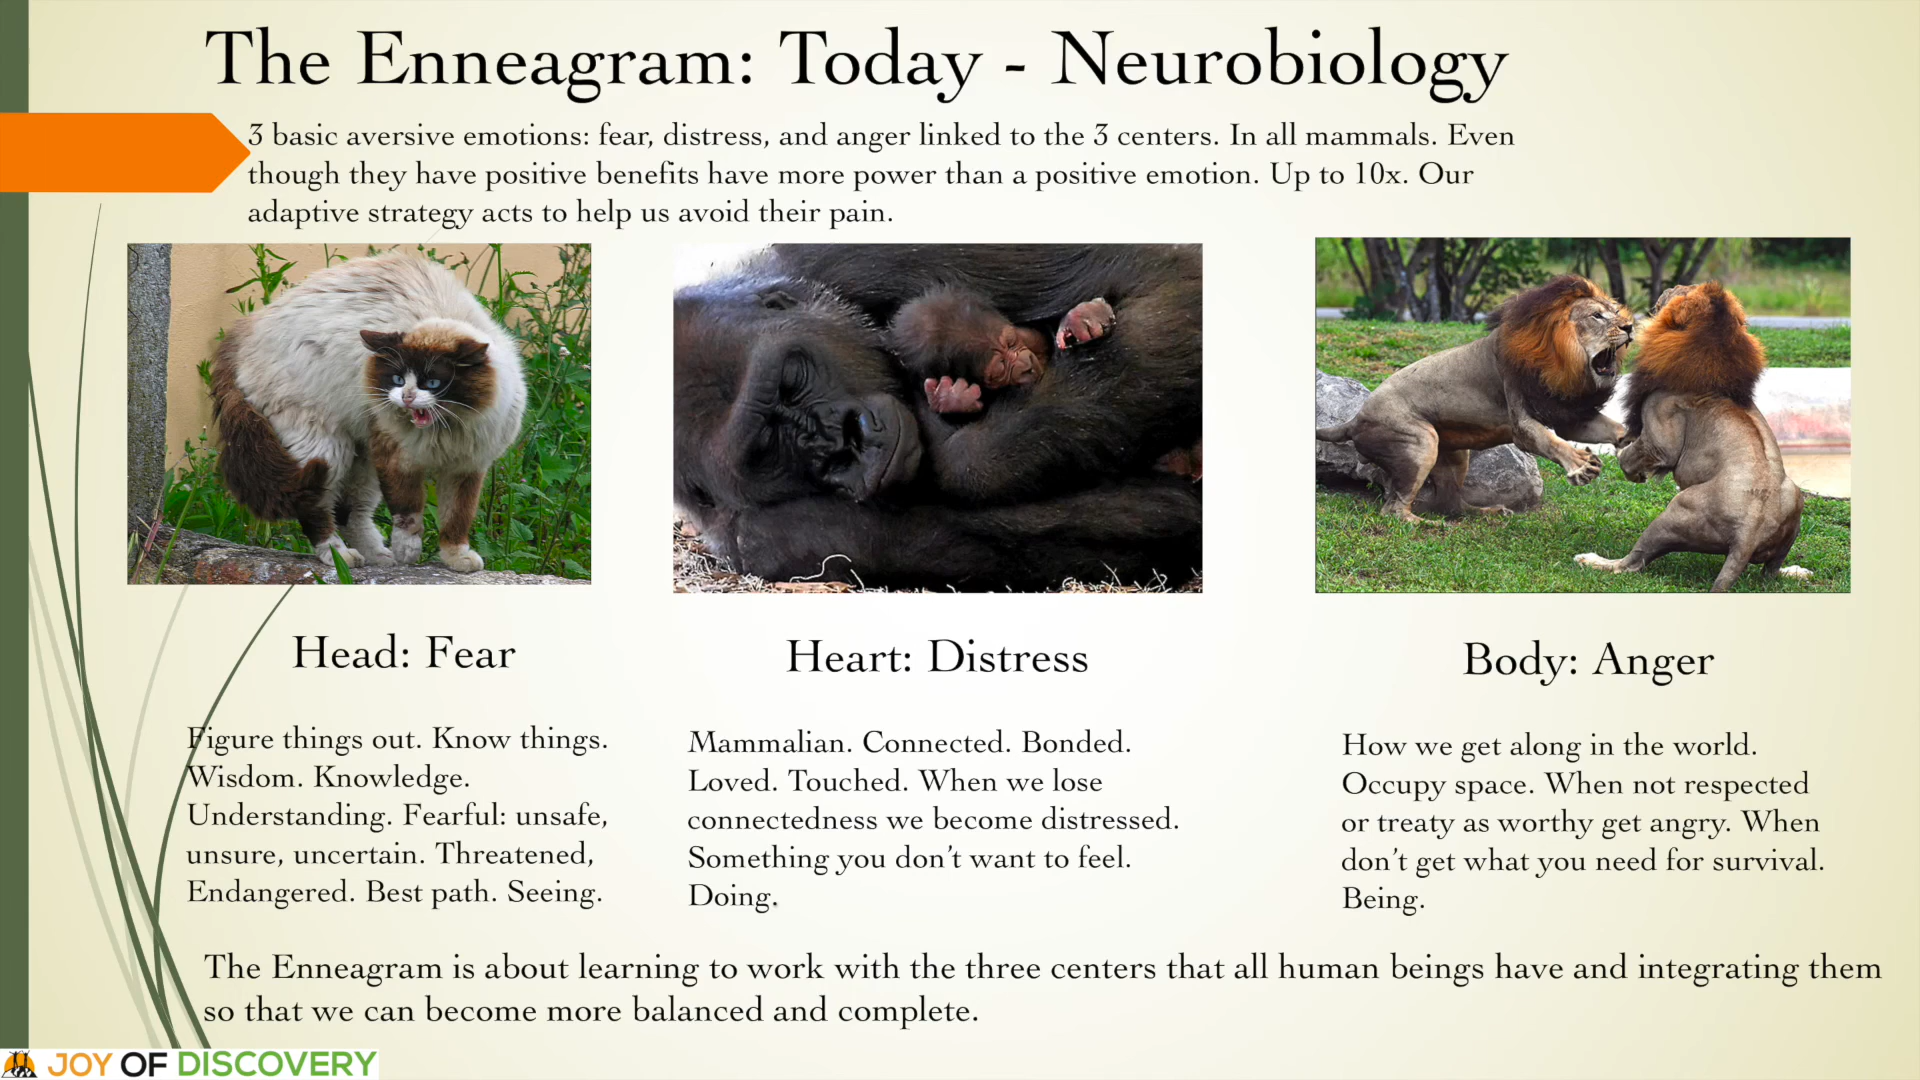 The Enneagram: Today - Neurobiology
3 basic aversive emotions: fear, distress, and anger linked to the 3 centers. In all mammals. Even
though they have positive benefits have more power than a positive emotion. Up to 10x. Our
adaptive strategy acts to help us avoid their pain.
Head: Fear
Figure things out. Know things.
Wisdom. Knowledge.
Understanding. Fearful: unsafe,
unsure, uncertain. Threatened,
Endangered. Best path. Seeing.
Heart: Distress
Mammalian. Connected. Bonded.
Loved. Touched. When we lose
connectedness we become distressed.
Something you don't want to feel.
Doing.
Body: Anger
How we get along in the world.
Occupy space. When not respected
or treaty as worthy get angry. When
don't get what you need for survival.
Being.
The Enneagram is about learning to work with the three centers that all human beings have and integrating them
so that we can become more balanced and complete.
JOY OF DISCOVERY